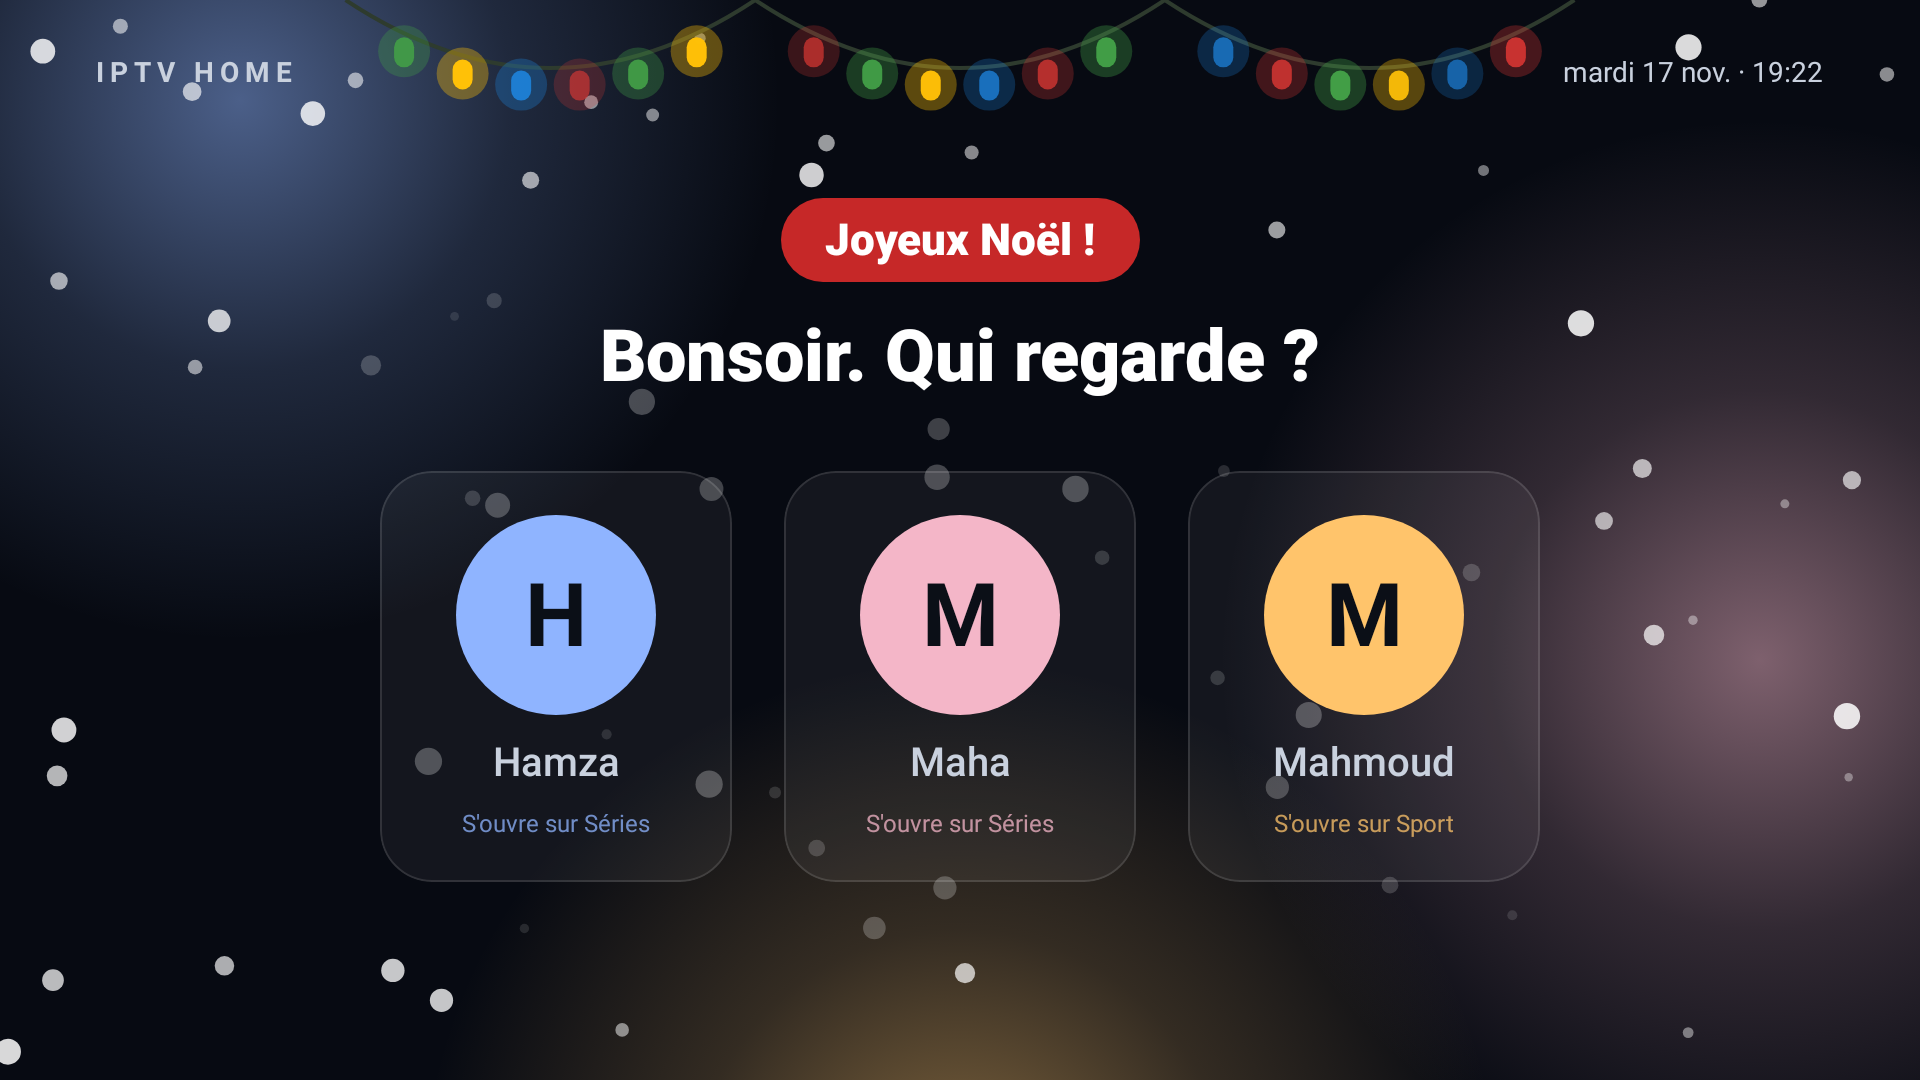 IPTV HOME
mardi 17 nov. · 19:22
Joyeux Noël !
Bonsoir. Qui regarde ?
H
M
M
Hamza
Maha
Mahmoud
S'ouvre sur Séries
S'ouvre sur Séries
S'ouvre sur Sport